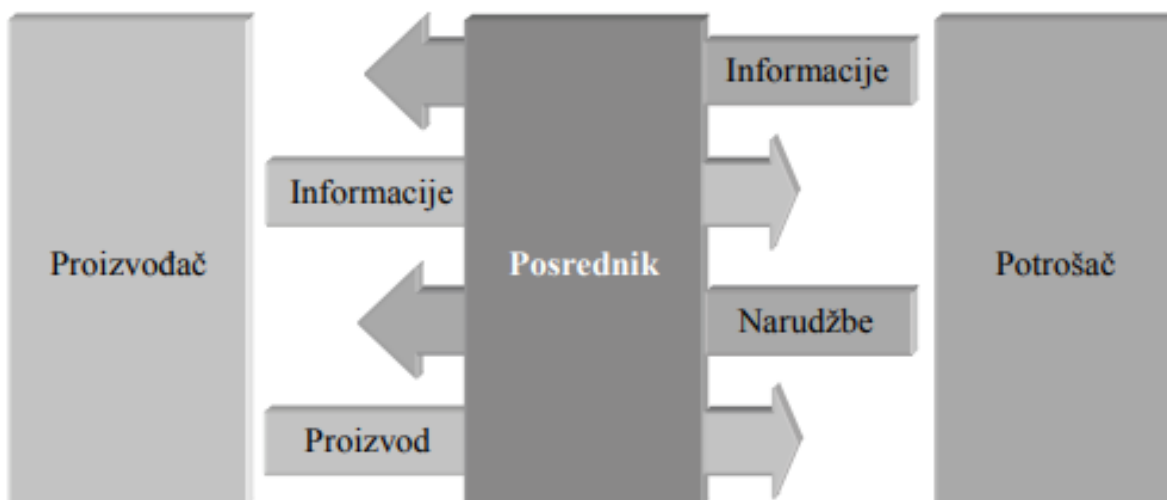 Informacije
Informacije
Proizvođač
Posrednik
Potrošač
Narudžbe
Proizvod